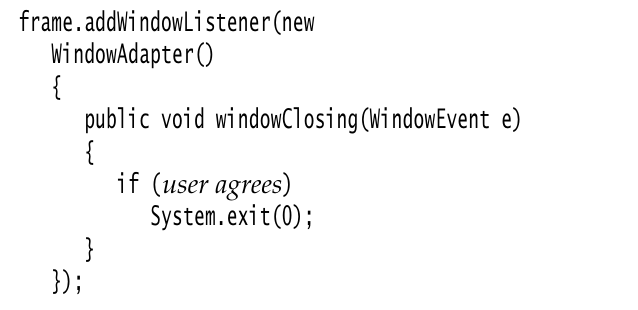 frame.addWindowListener(new
WindowAdapter()
{
public void windowClosing(WindowEvent e)
{
if (user agrees)
System.exit(0);
}
});